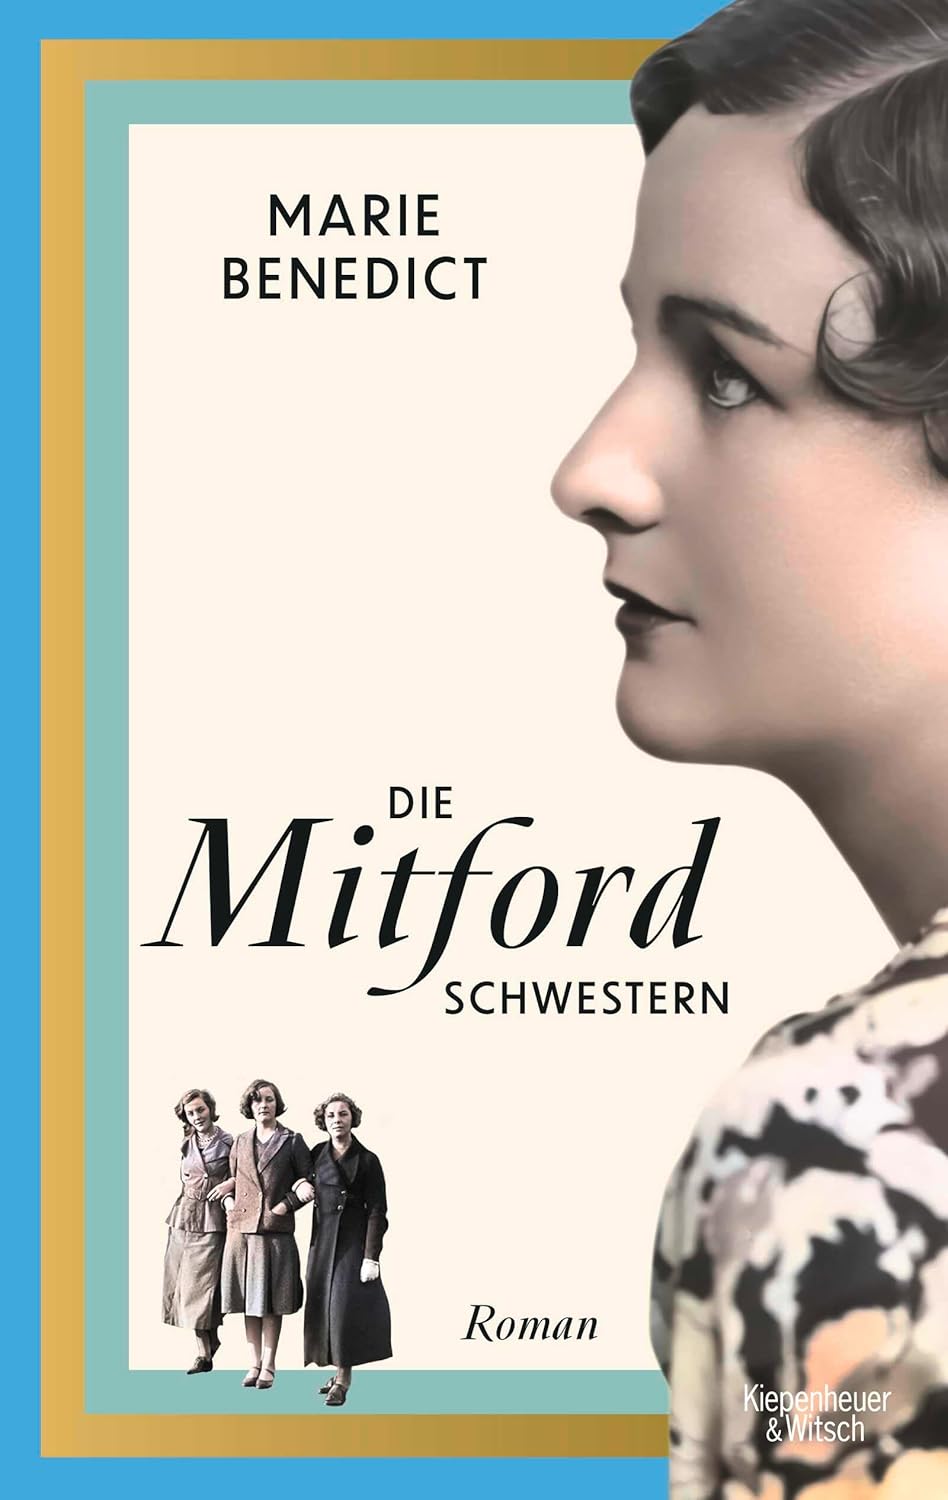 MARIE
BENEDICT
DIE
Mitford
SCHWESTERN
Roman
Kiepenheuer
& Witsch